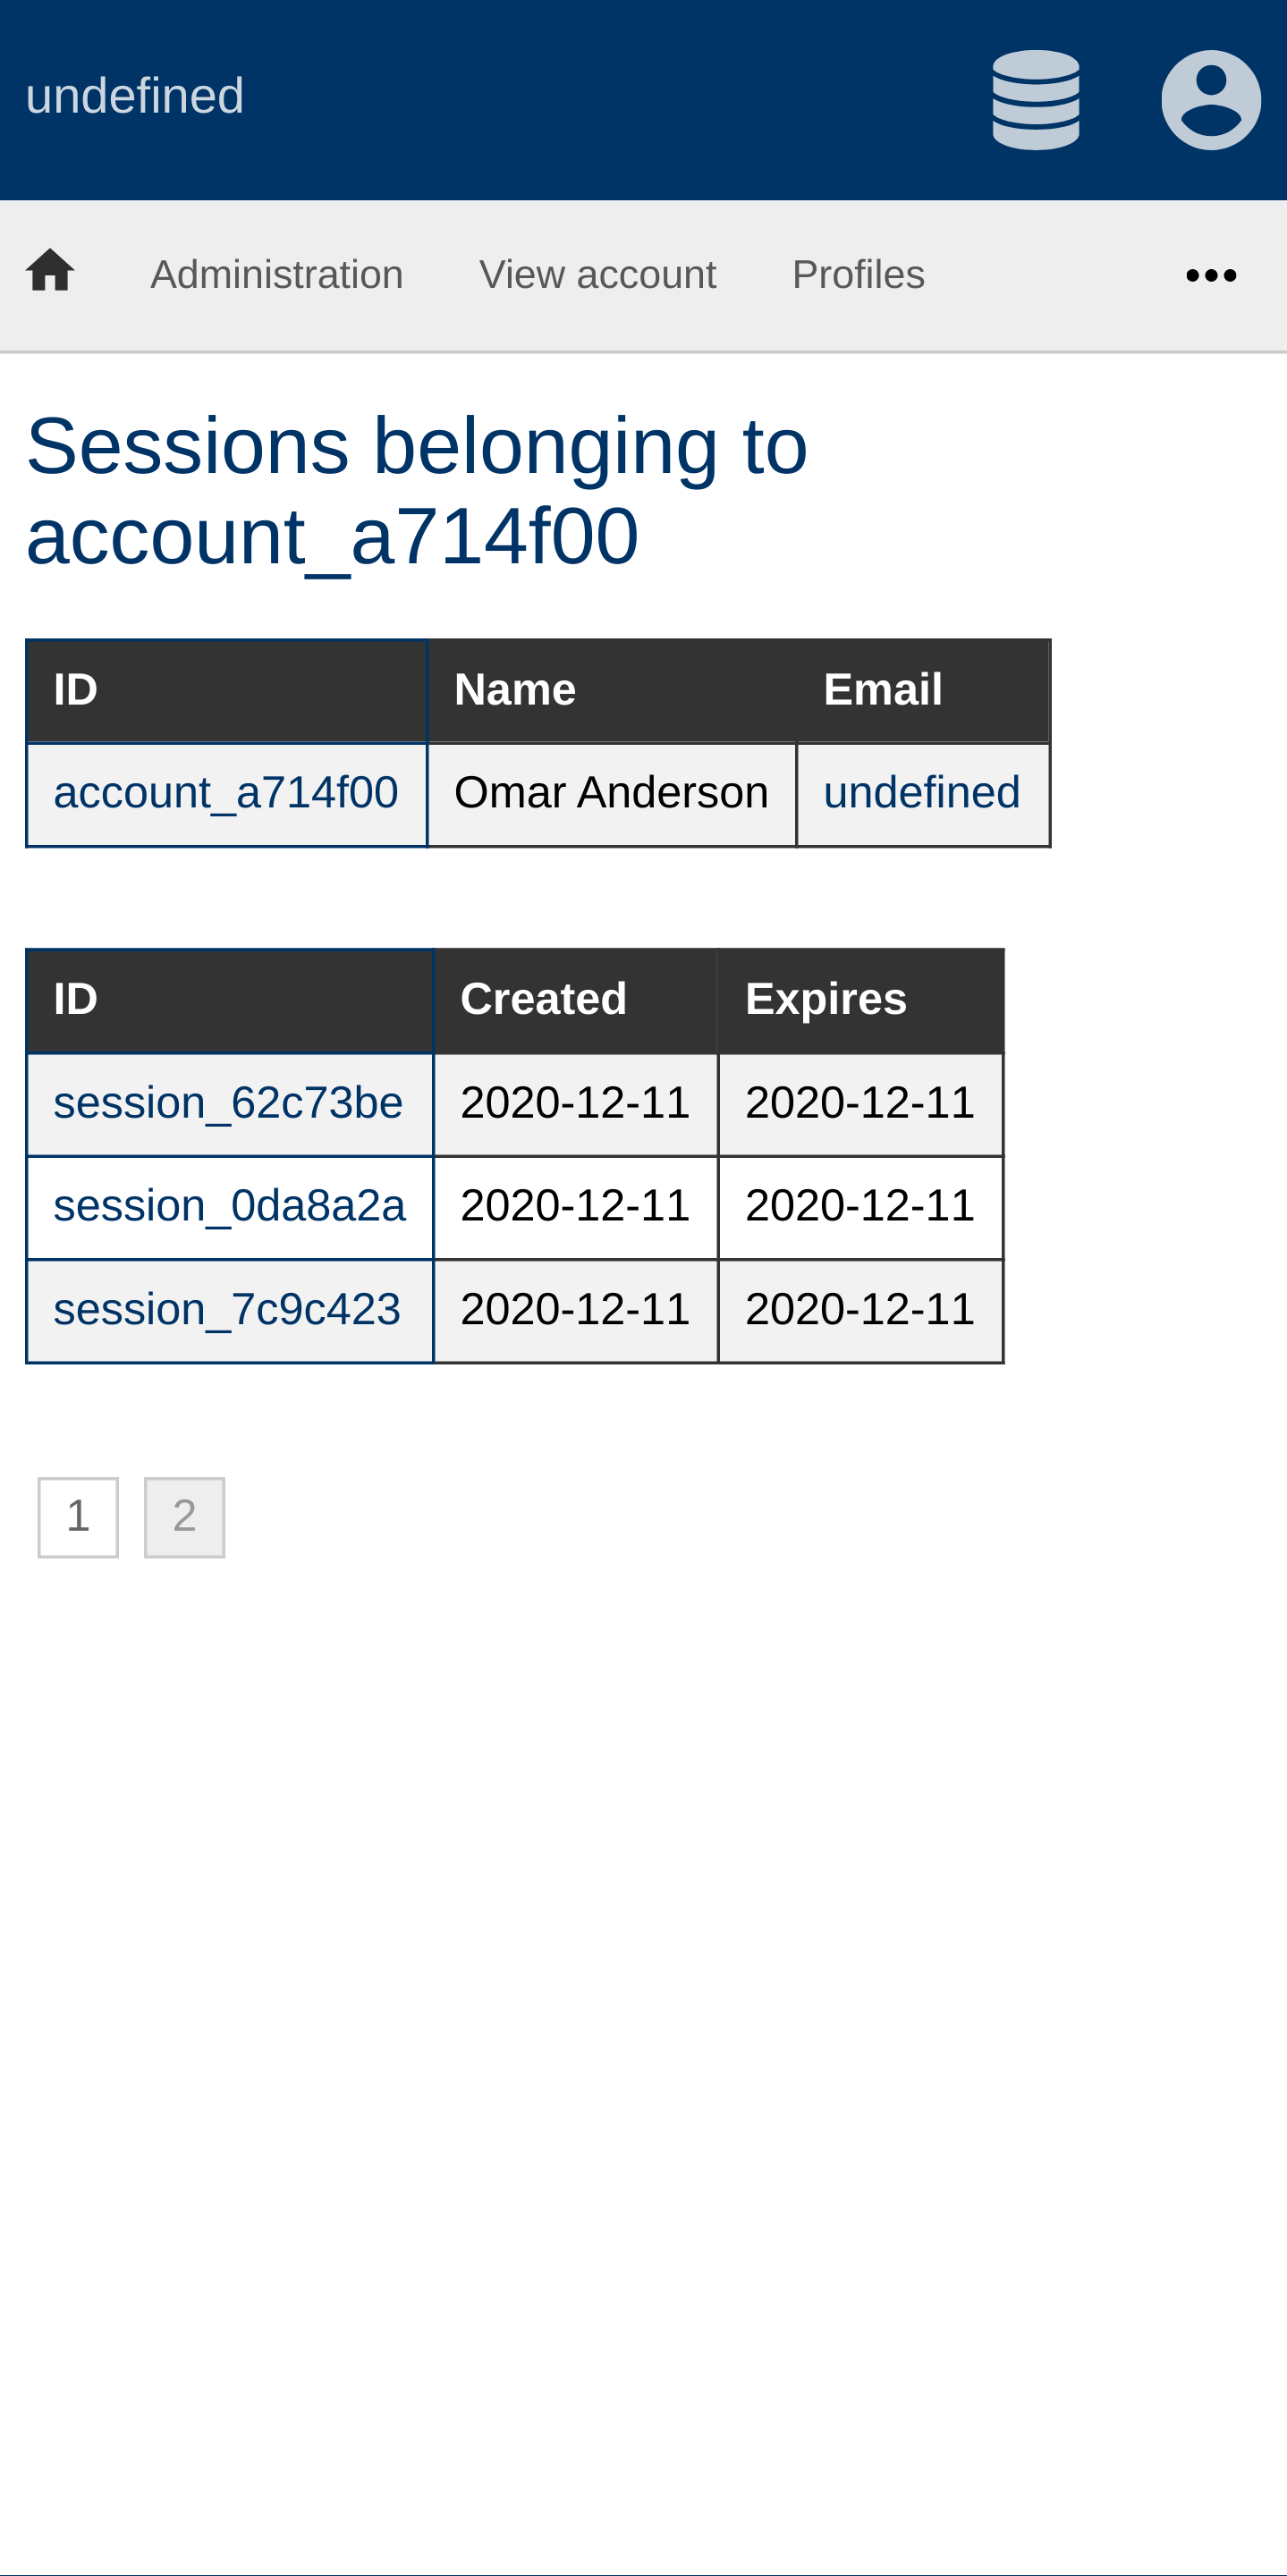 undefined
Administration View account Profiles •••
Sessions belonging to
account_a714f00
ID Name Email
account_a714f00 Omar Anderson undefined
ID Created Expires
session_62c73be 2020-12-11 2020-12-11
session_0da8a2a 2020-12-11 2020-12-11
session_7c9c423 2020-12-11 2020-12-11
1 2